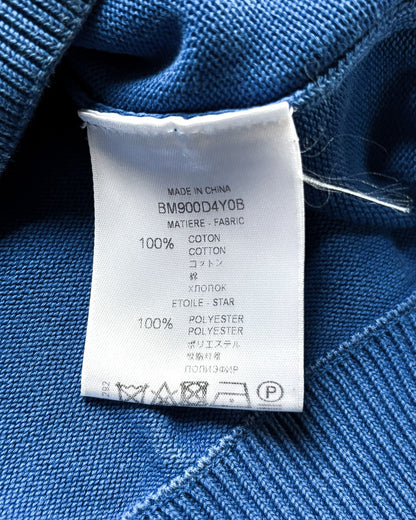 MADE IN CHINA
BM900D4Y0B
MATIERE - FABRIC
100% COTON
COTTON
コットン
棉
ХЛОПОК
ETOILE - STAR
100% POLYESTER
POLYESTER
ポリエステル
聚酯纤维
ПОЛИЭФИР
292
P